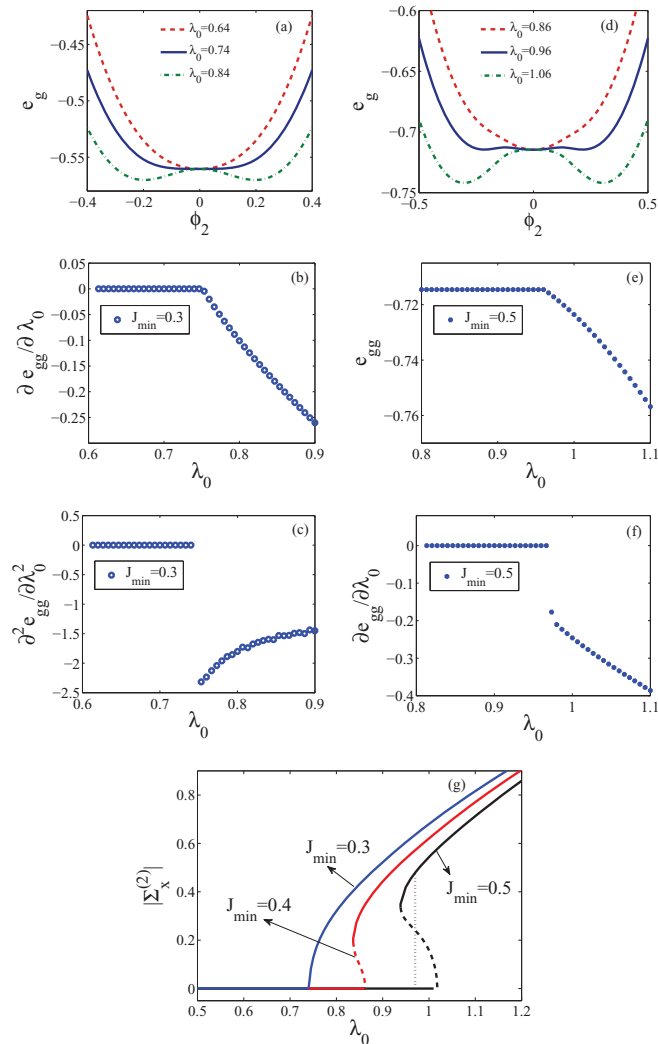 (a)
λ0=0.64
λ0=0.74
λ0=0.84
−0.45
−0.5
−0.55
eg
−0.4 −0.2 0 0.2 0.4
ϕ2
(d)
λ0=0.86
λ0=0.96
λ0=1.06
−0.6
−0.65
−0.7
−0.75
eg
−0.5 0 0.5
ϕ2
(b)
0.05
0
−0.05
−0.1
−0.15
−0.2
−0.25
Jmin=0.3
∂ egg/∂ λ0
0.6 0.7 0.8 0.9
λ0
(e)
−0.72
−0.74
−0.76
Jmin=0.5
egg
0.8 0.9 1 1.1
λ0
(c)
0.5
0
−0.5
−1
−1.5
−2
−2.5
Jmin=0.3
∂2 egg/∂λ02
0.6 0.7 0.8 0.9
λ0
(f)
0
−0.1
−0.2
−0.3
−0.4
Jmin=0.5
∂egg/∂λ0
0.8 0.9 1 1.1
λ0
(g)
0.8
0.6
0.4
0.2
0
|Σx(2)|
Jmin=0.3
Jmin=0.4
Jmin=0.5
0.5 0.6 0.7 0.8 0.9 1 1.1 1.2
λ0